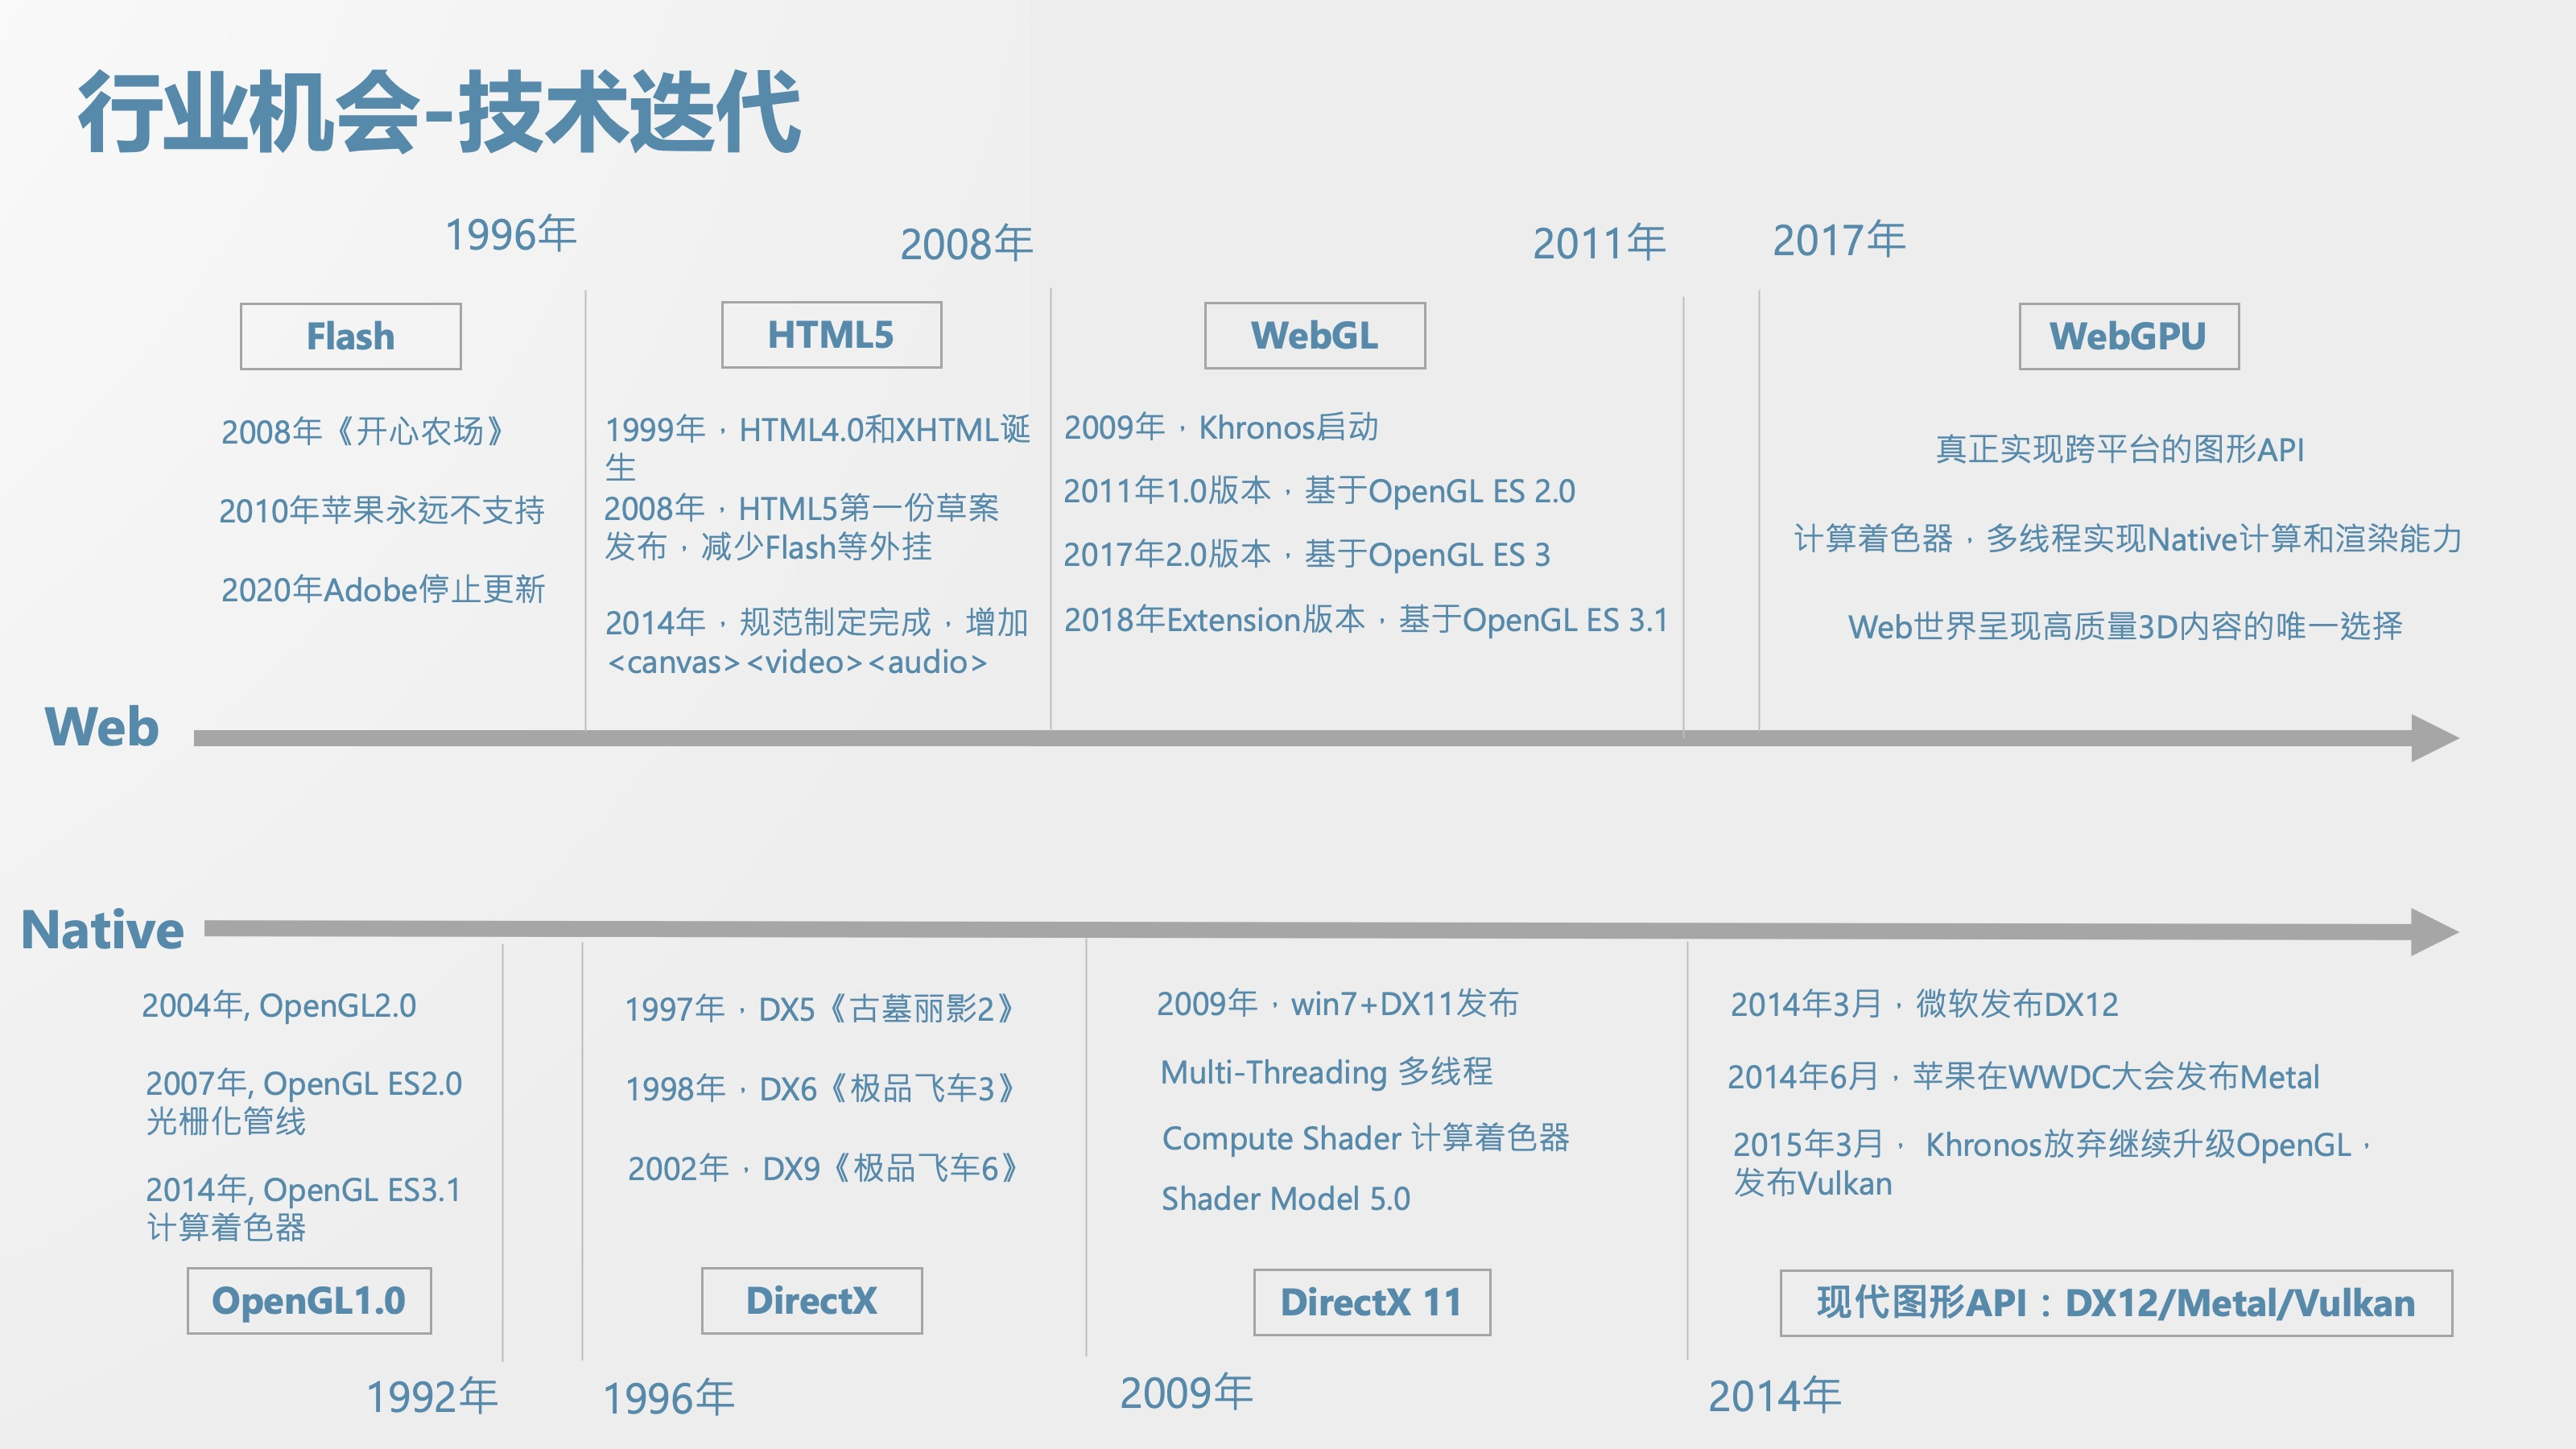 行业机会-技术迭代
1996年
2008年
2011年
2017年
Flash
HTML5
WebGL
WebGPU
2008年《开心农场》
2010年苹果永远不支持
2020年Adobe停止更新
1999年，HTML4.0和XHTML诞
生
2008年，HTML5第一份草案
发布，减少Flash等外挂
2014年，规范制定完成，增加
<canvas><video><audio>
2009年，Khronos启动
2011年1.0版本，基于OpenGL ES 2.0
2017年2.0版本，基于OpenGL ES 3
2018年Extension版本，基于OpenGL ES 3.1
真正实现跨平台的图形API
计算着色器，多线程实现Native计算和渲染能力
Web世界呈现高质量3D内容的唯一选择
Web
Native
2004年, OpenGL2.0
2007年, OpenGL ES2.0
光栅化管线
2014年, OpenGL ES3.1
计算着色器
OpenGL1.0
1992年
1997年，DX5《古墓丽影2》
1998年，DX6《极品飞车3》
2002年，DX9《极品飞车6》
DirectX
1996年
2009年，win7+DX11发布
Multi-Threading 多线程
Compute Shader 计算着色器
Shader Model 5.0
DirectX 11
2009年
2014年3月，微软发布DX12
2014年6月，苹果在WWDC大会发布Metal
2015年3月， Khronos放弃继续升级OpenGL，
发布Vulkan
现代图形API：DX12/Metal/Vulkan
2014年